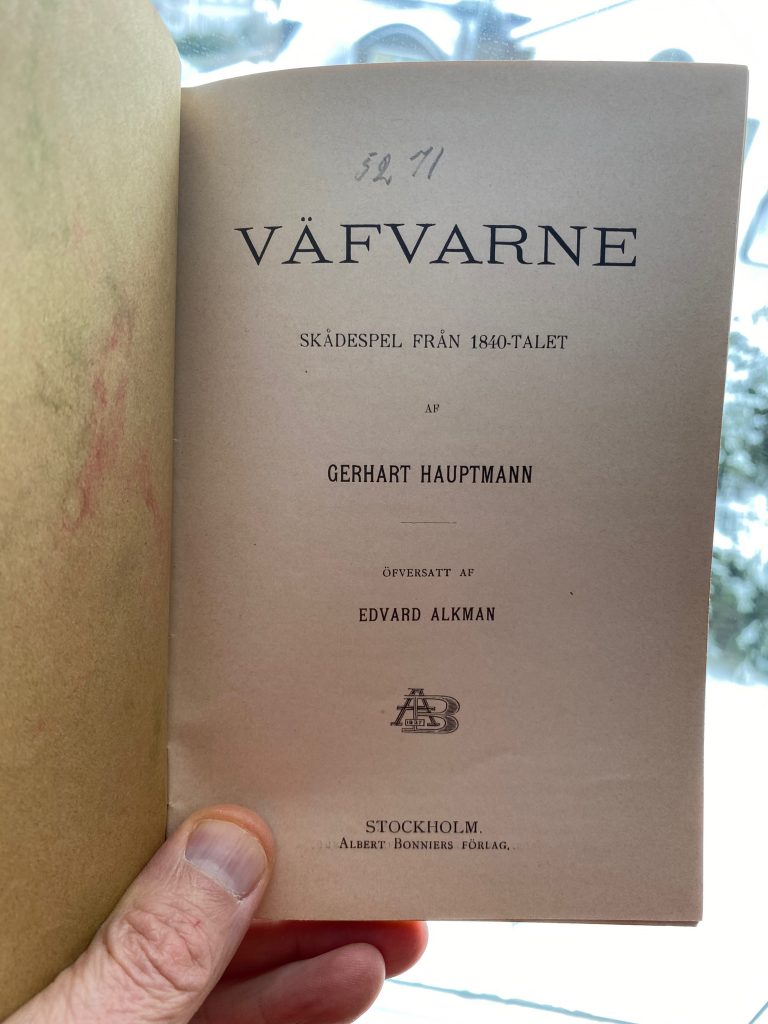 52 71
VÄFVARNE
SKÅDESPEL FRÅN 1840-TALET
AF
GERHART HAUPTMANN
ÖFVERSATT AF
EDVARD ALKMAN
AB
1837
STOCKHOLM.
ALBERT BONNIERS FÖRLAG.